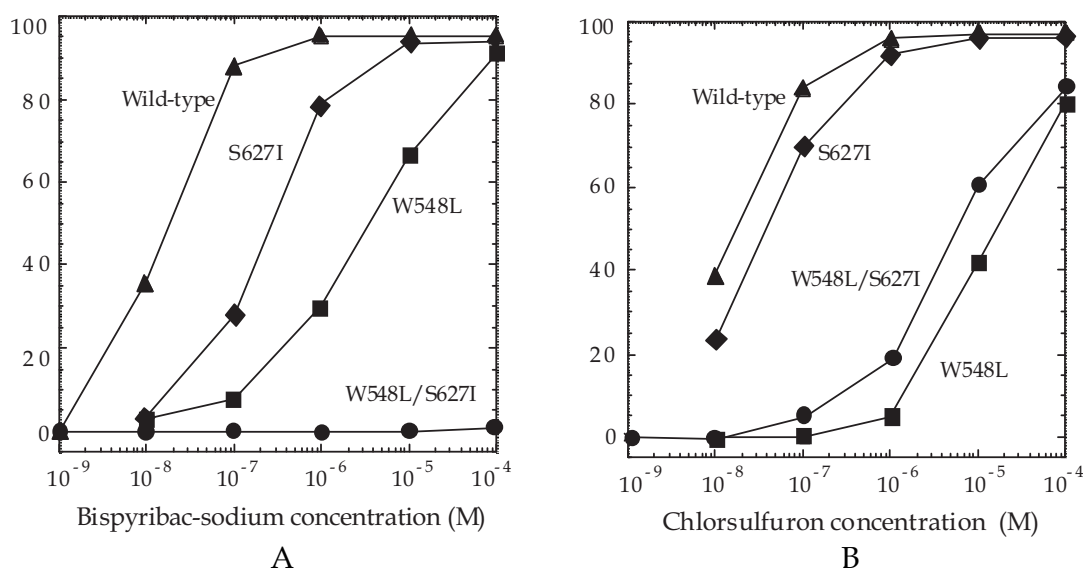 100
80
60
40
20
0
Wild-type
S627I
W548L
W548L/S627I
10-9 10-8 10-7 10-6 10-5 10-4
Bispyribac-sodium concentration (M)
A
100
80
60
40
20
0
Wild-type
S627I
W548L/S627I
W548L
10-9 10-8 10-7 10-6 10-5 10-4
Chlorsulfuron concentration (M)
B